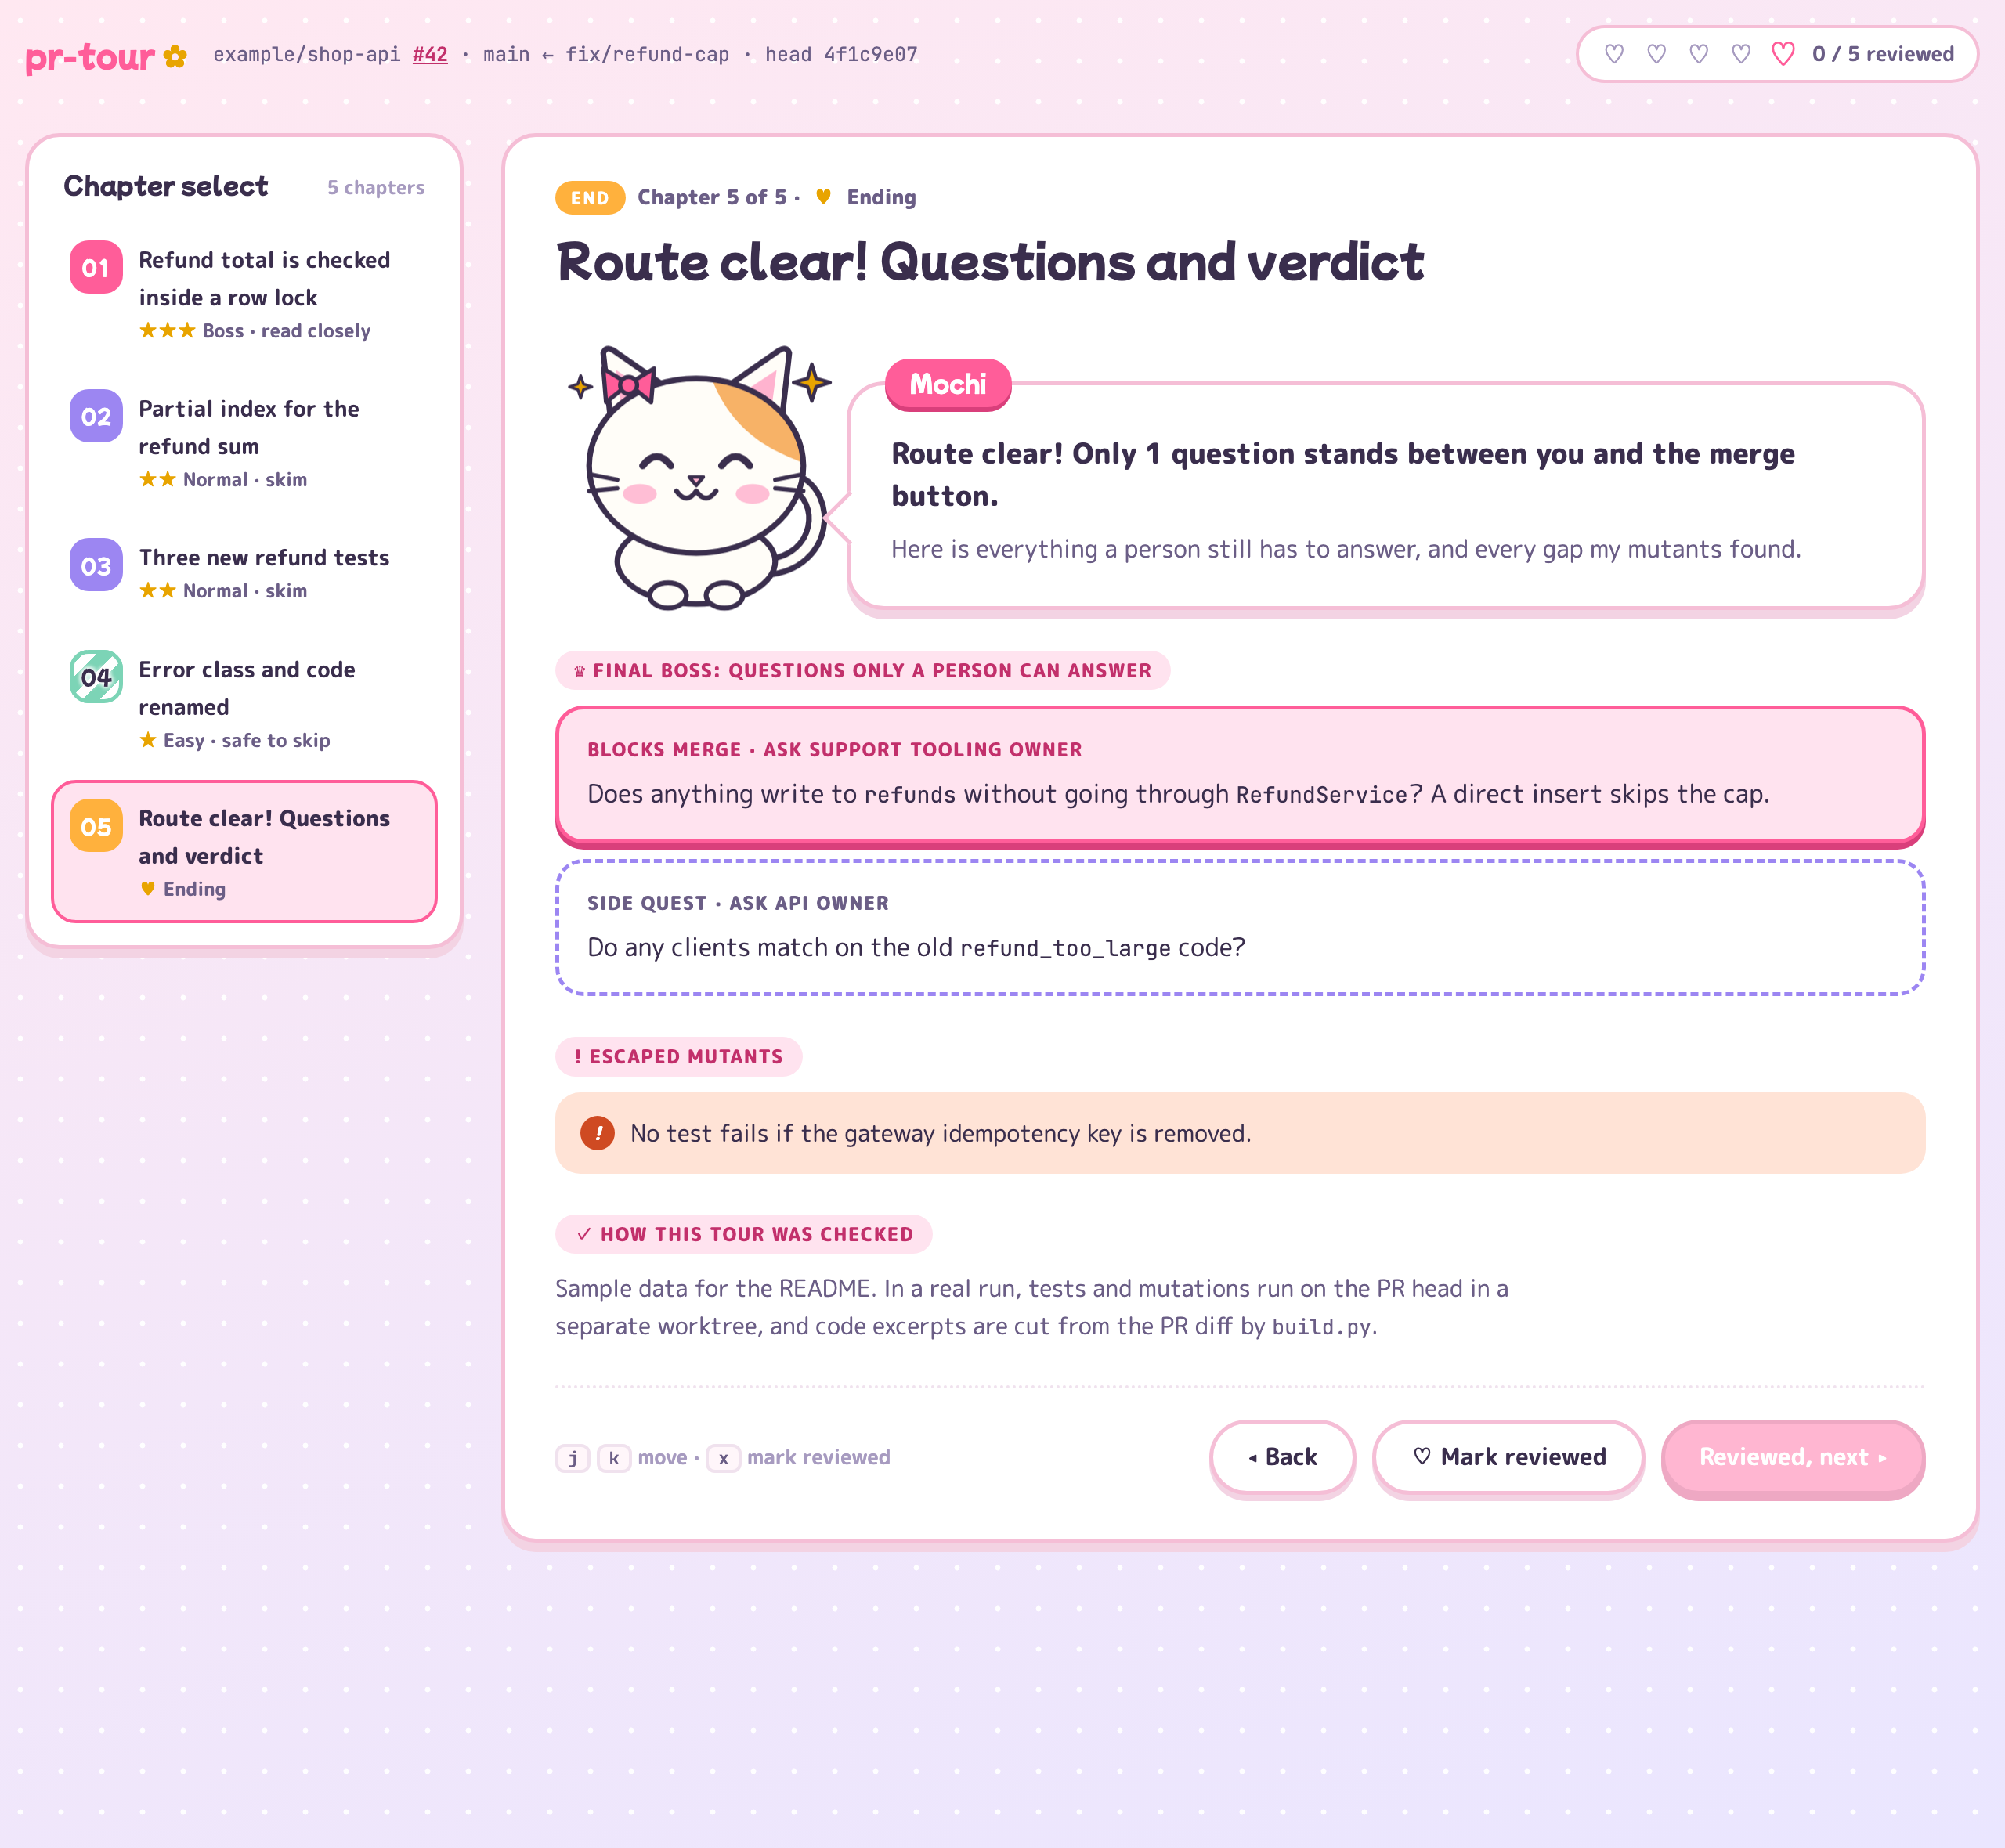 pr-tour
example/shop-api #42 · main ← fix/refund-cap · head 4f1c9e07
♡ ♡ ♡ ♡ ♡ 0 / 5 reviewed
Chapter select
5 chapters
01
Refund total is checked
inside a row lock
★★★ Boss · read closely
02
Partial index for the
refund sum
★★ Normal · skim
03
Three new refund tests
★★ Normal · skim
04
Error class and code
renamed
★ Easy · safe to skip
05
Route clear! Questions
and verdict
♥ Ending
END Chapter 5 of 5 · ♥ Ending
Route clear! Questions and verdict
Mochi
Route clear! Only 1 question stands between you and the merge
button.
Here is everything a person still has to answer, and every gap my mutants found.
♛ FINAL BOSS: QUESTIONS ONLY A PERSON CAN ANSWER
BLOCKS MERGE · ASK SUPPORT TOOLING OWNER
Does anything write to refunds without going through RefundService? A direct insert skips the cap.
SIDE QUEST · ASK API OWNER
Do any clients match on the old refund_too_large code?
! ESCAPED MUTANTS
! No test fails if the gateway idempotency key is removed.
✓ HOW THIS TOUR WAS CHECKED
Sample data for the README. In a real run, tests and mutations run on the PR head in a
separate worktree, and code excerpts are cut from the PR diff by build.py.
j k move · x mark reviewed
◂ Back
♡ Mark reviewed
Reviewed, next ▸